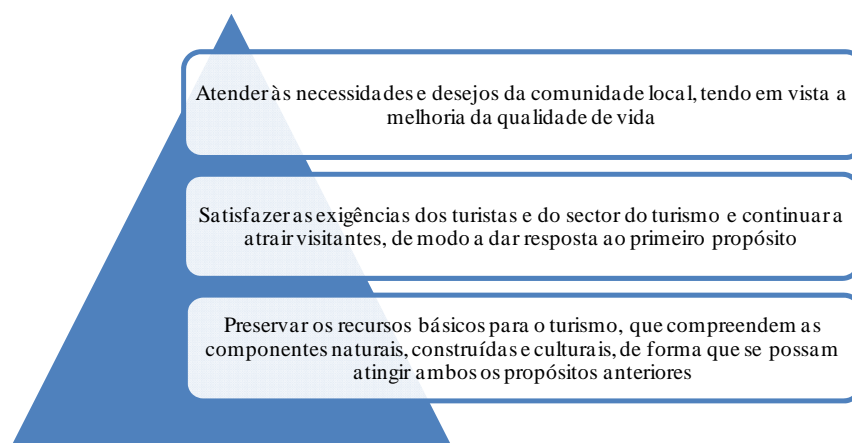 Atender às necessidades e desejos da comunidade local, tendo em vista a
melhoria da qualidade de vida
Satisfazer as exigências dos turistas e do sector do turismo e continuar a
atrair visitantes, de modo a dar resposta ao primeiro propósito
Preservar os recursos básicos para o turismo, que compreendem as
componentes naturais, construídas e culturais, de forma que se possam
atingir ambos os propósitos anteriores